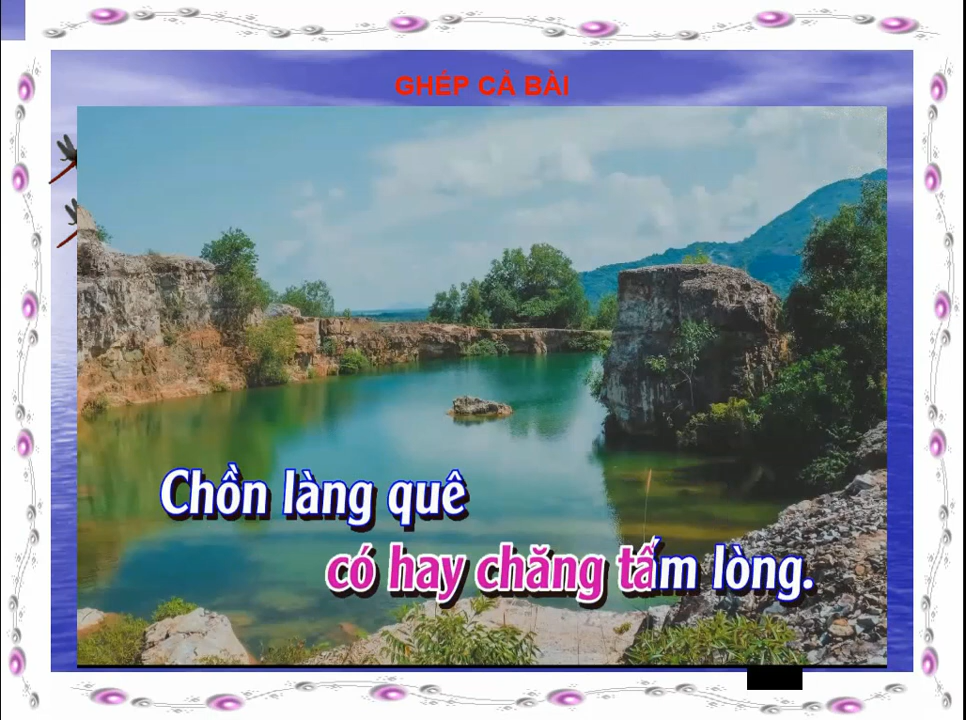 GHÉP CẢ BÀI
Chồn làng quê
có hay chăng tấm lòng.